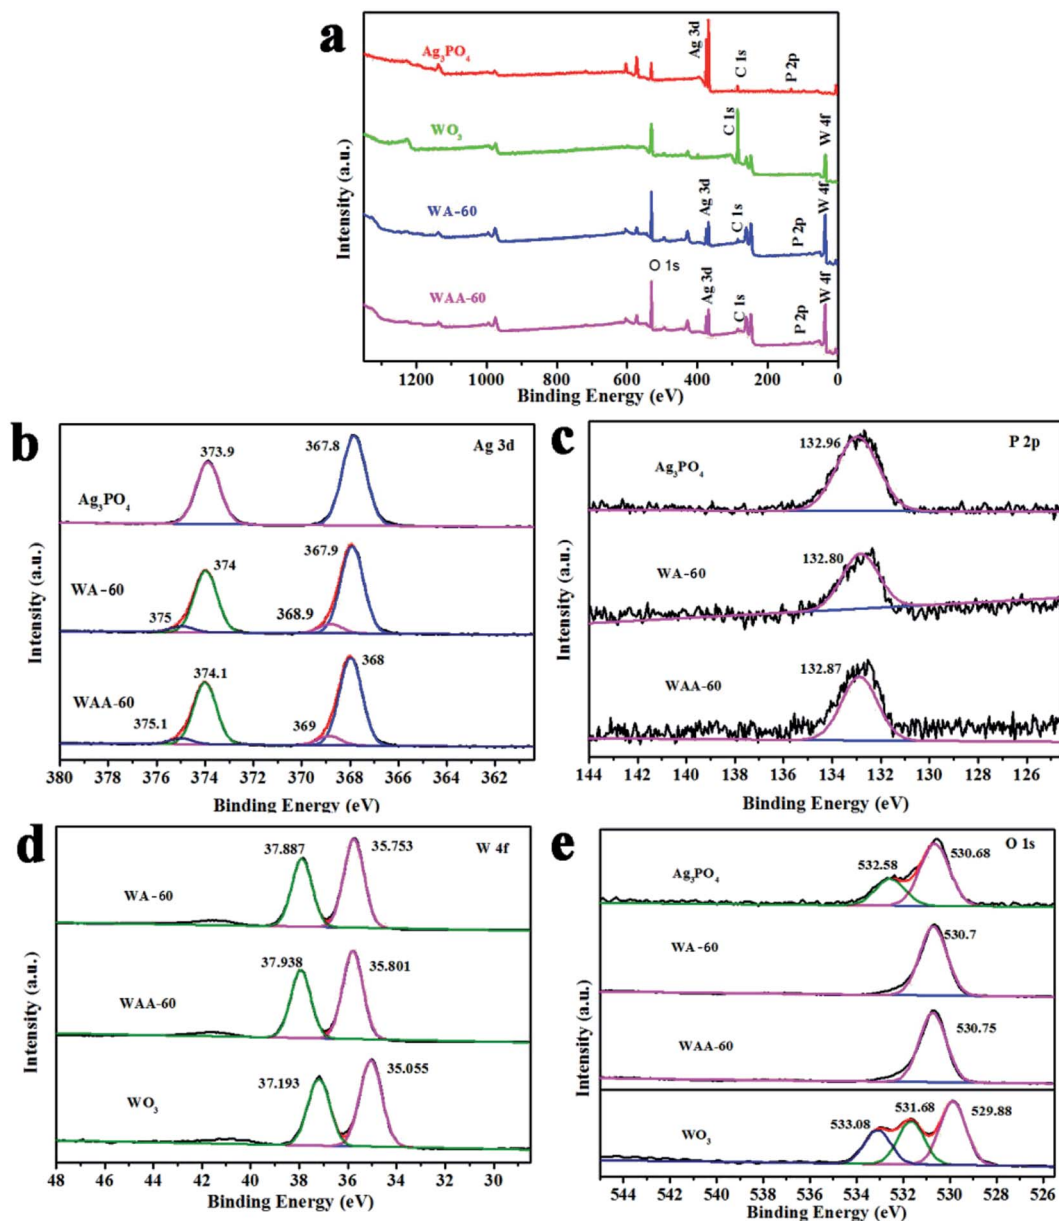 a
Ag₃PO₄
Ag 3d
C 1s
P 2p
WO₃
C 1s
W 4f
WA-60
Ag 3d
C 1s
P 2p
W 4f
O 1s
WAA-60
Ag 3d
C 1s
P 2p
W 4f
Intensity (a.u.)
1200 1000 800 600 400 200 0
Binding Energy (eV)
b
Ag 3d
373.9
367.8
Ag₃PO₄
367.9
374
WA-60
375
368.9
374.1
368
WAA-60
375.1
369
Intensity (a.u.)
380 378 376 374 372 370 368 366 364 362
Binding Energy (eV)
c
P 2p
132.96
Ag₃PO₄
132.80
WA-60
132.87
WAA-60
Intensity (a.u.)
144 142 140 138 136 134 132 130 128 126
Binding Energy (eV)
d
W 4f
37.887
35.753
WA-60
37.938
35.801
WAA-60
37.193
35.055
WO₃
Intensity (a.u.)
48 45 42 39 36 33 30
Binding Energy (eV)
e
O 1s
532.58
530.68
Ag₃PO₄
WA-60
530.7
WAA-60
530.75
533.08
531.68
529.88
WO₃
Intensity (a.u.)
544 542 540 538 536 534 532 530 528 526
Binding Energy (eV)